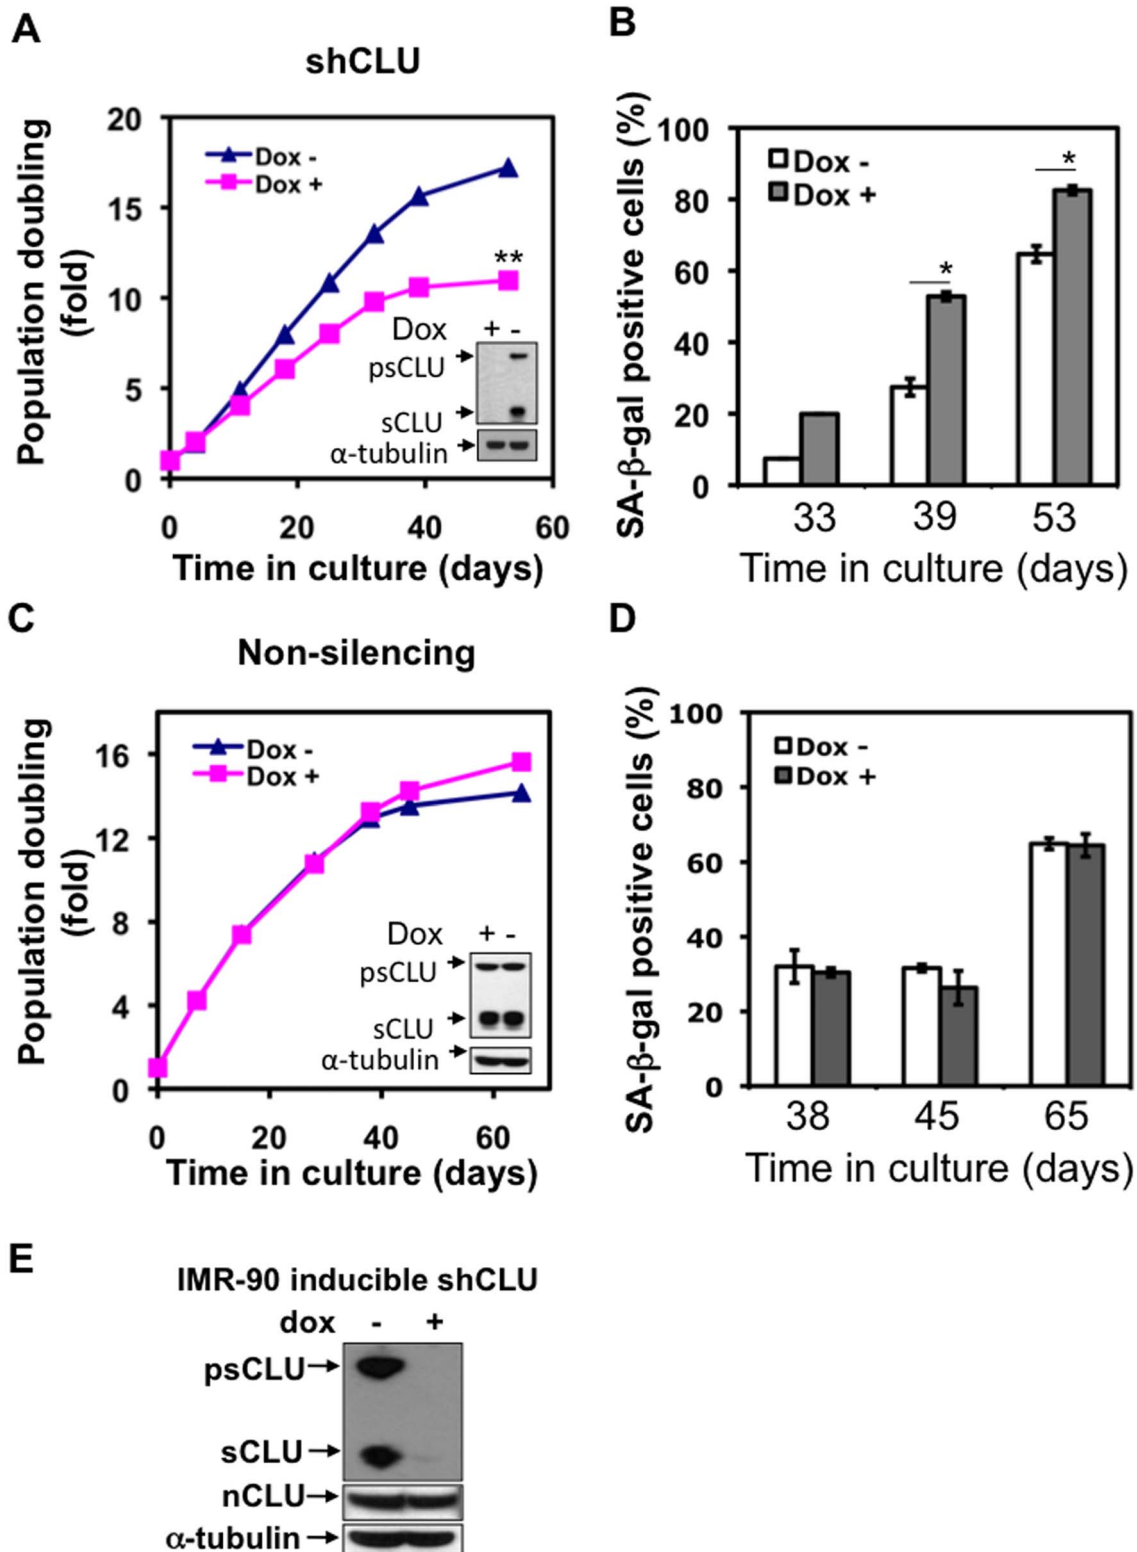 A
shCLU
Population doubling
(fold)
20
15
10
5
0
Dox -
Dox +
**
Dox + -
psCLU
sCLU
α-tubulin
0 20 40 60
Time in culture (days)
B
SA-β-gal positive cells (%)
100
80
60
40
20
0
Dox -
Dox +
*
*
33 39 53
Time in culture (days)
C
Non-silencing
Population doubling
(fold)
16
12
8
4
0
Dox -
Dox +
Dox + -
psCLU
sCLU
α-tubulin
0 20 40 60
Time in culture (days)
D
SA-β-gal positive cells (%)
100
80
60
40
20
0
Dox -
Dox +
38 45 65
Time in culture (days)
E
IMR-90 inducible shCLU
dox - +
psCLU
sCLU
nCLU
α-tubulin